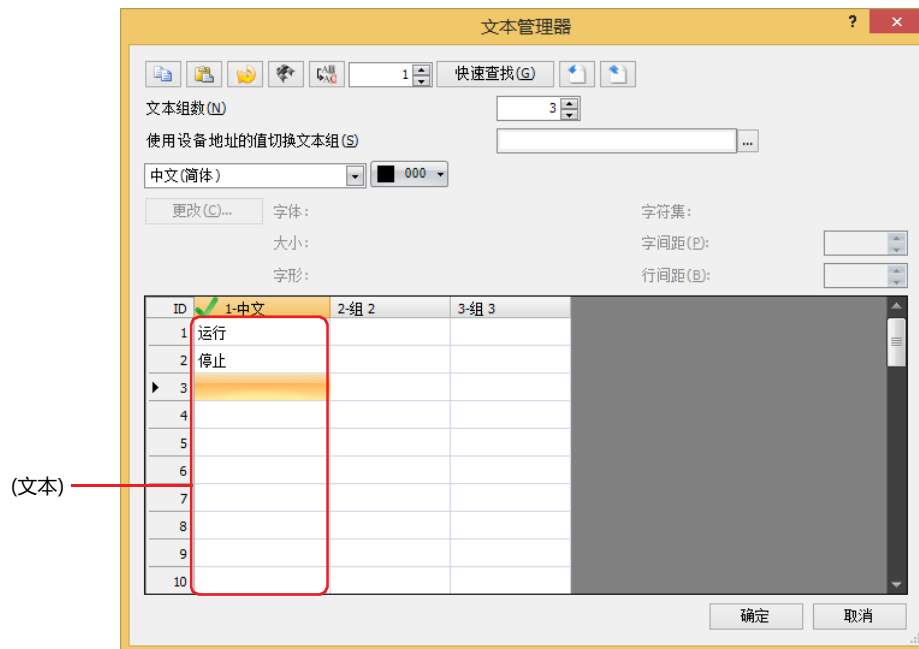 文本管理器
?
×
AB
AC
1
快速查找(G)
文本组数(N)
3
使用设备地址的值切换文本组(S)
...
中文(简体)
000
更改(C)...
字体:
字符集:
大小:
字间距(P):
字形:
行间距(B):
ID 1-中文 2-组 2 3-组 3
1 运行
2 停止
3
4
5
6
(文本)
7
8
9
10
确定
取消